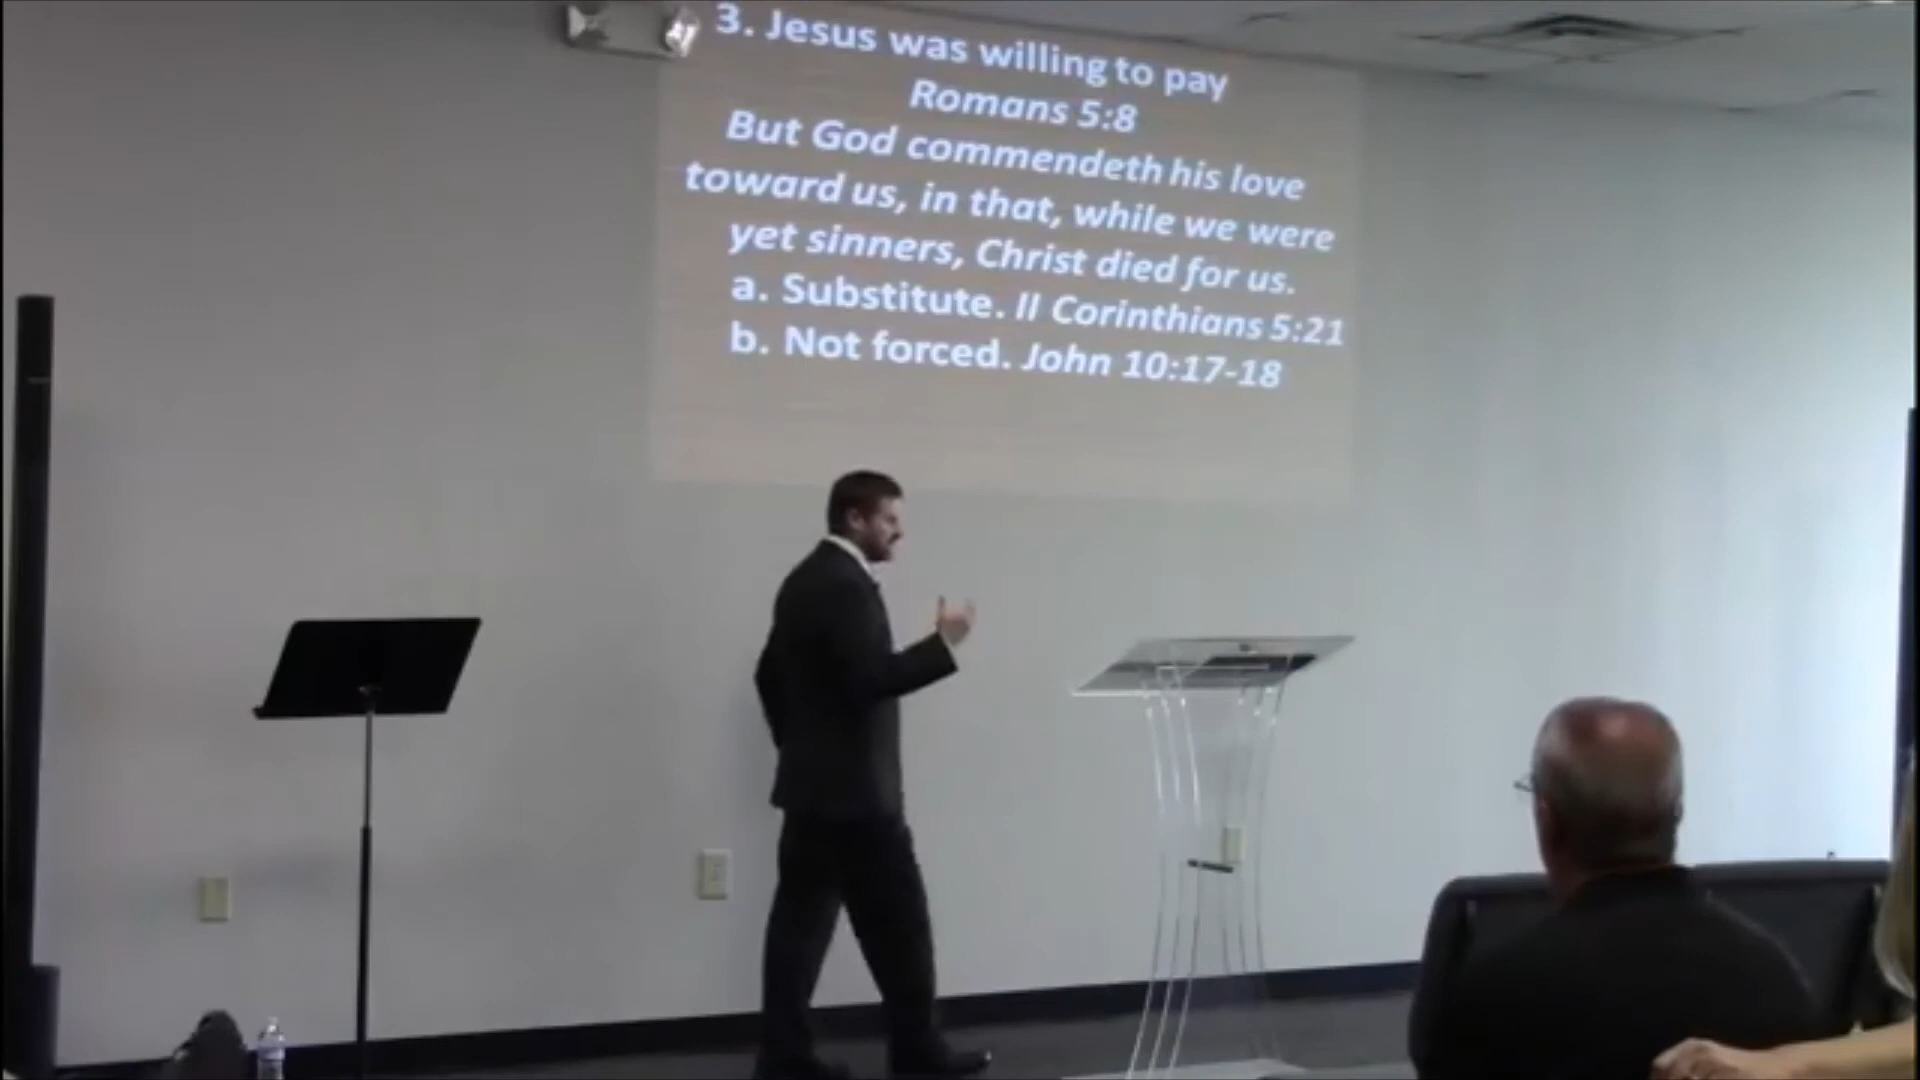 3. Jesus was willing to pay
Romans 5:8
But God commendeth his love
toward us, in that, while we were
yet sinners, Christ died for us.
a. Substitute. II Corinthians 5:21
b. Not forced. John 10:17-18